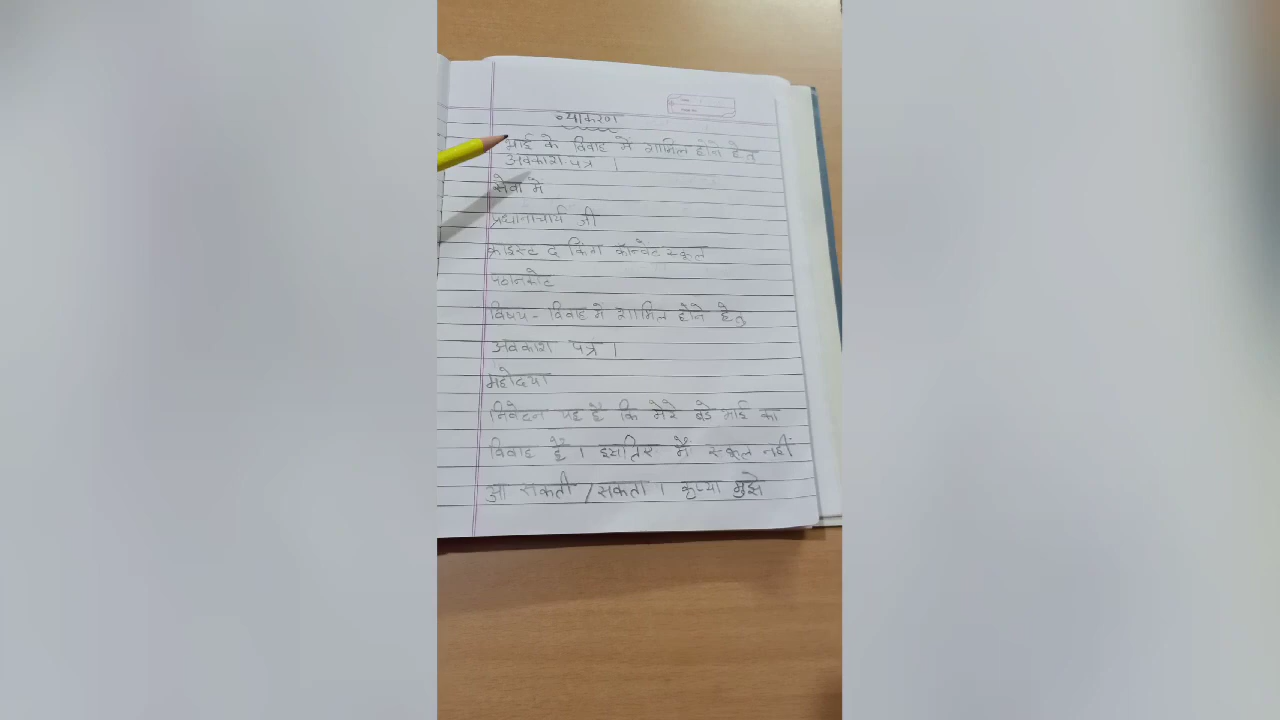 व्याकरण
भाई के विवाह मे शामिल होने हेतु
अवकाश पत्र ।
सेवा मे
प्रधानाचार्य जी
क्राइस्ट द किंग कॉन्वेंट स्कूल
पठानकोट
विषय - विवाह मे शामिल होने हेतु
अवकाश पत्र ।
महोदया
निवेदन यह है कि मेरे बड़े भाई का
विवाह है । इसलिए मैं स्कूल नहीं
आ सकती / सकता । कृप्या मुझे